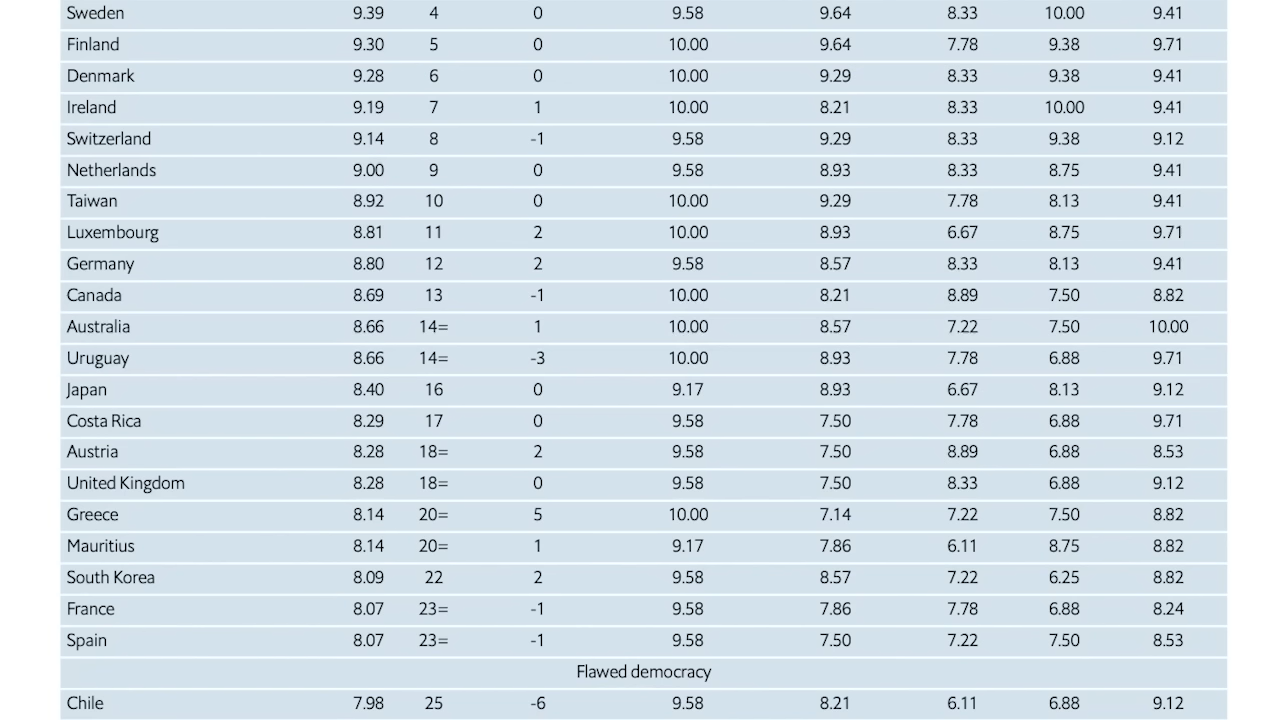 Sweden 9.39 4 0 9.58 9.64 8.33 10.00 9.41
Finland 9.30 5 0 10.00 9.64 7.78 9.38 9.71
Denmark 9.28 6 0 10.00 9.29 8.33 9.38 9.41
Ireland 9.19 7 1 10.00 8.21 8.33 10.00 9.41
Switzerland 9.14 8 -1 9.58 9.29 8.33 9.38 9.12
Netherlands 9.00 9 0 9.58 8.93 8.33 8.75 9.41
Taiwan 8.92 10 0 10.00 9.29 7.78 8.13 9.41
Luxembourg 8.81 11 2 10.00 8.93 6.67 8.75 9.71
Germany 8.80 12 2 9.58 8.57 8.33 8.13 9.41
Canada 8.69 13 -1 10.00 8.21 8.89 7.50 8.82
Australia 8.66 14= 1 10.00 8.57 7.22 7.50 10.00
Uruguay 8.66 14= -3 10.00 8.93 7.78 6.88 9.71
Japan 8.40 16 0 9.17 8.93 6.67 8.13 9.12
Costa Rica 8.29 17 0 9.58 7.50 7.78 6.88 9.71
Austria 8.28 18= 2 9.58 7.50 8.89 6.88 8.53
United Kingdom 8.28 18= 0 9.58 7.50 8.33 6.88 9.12
Greece 8.14 20= 5 10.00 7.14 7.22 7.50 8.82
Mauritius 8.14 20= 1 9.17 7.86 6.11 8.75 8.82
South Korea 8.09 22 2 9.58 8.57 7.22 6.25 8.82
France 8.07 23= -1 9.58 7.86 7.78 6.88 8.24
Spain 8.07 23= -1 9.58 7.50 7.22 7.50 8.53
Flawed democracy
Chile 7.98 25 -6 9.58 8.21 6.11 6.88 9.12